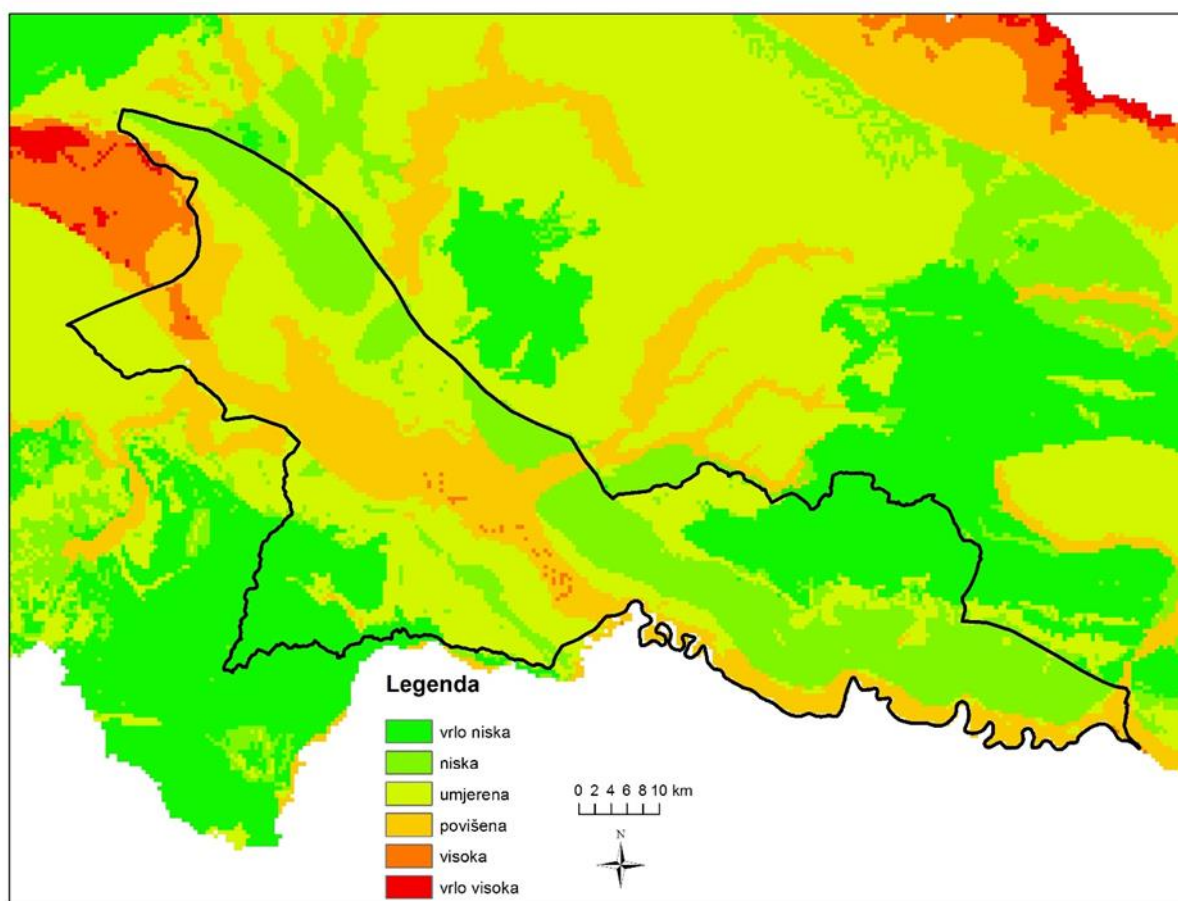 Legenda
vrlo niska
niska
umjerena
povišena
visoka
vrlo visoka
0 2 4 6 8 10 km
N